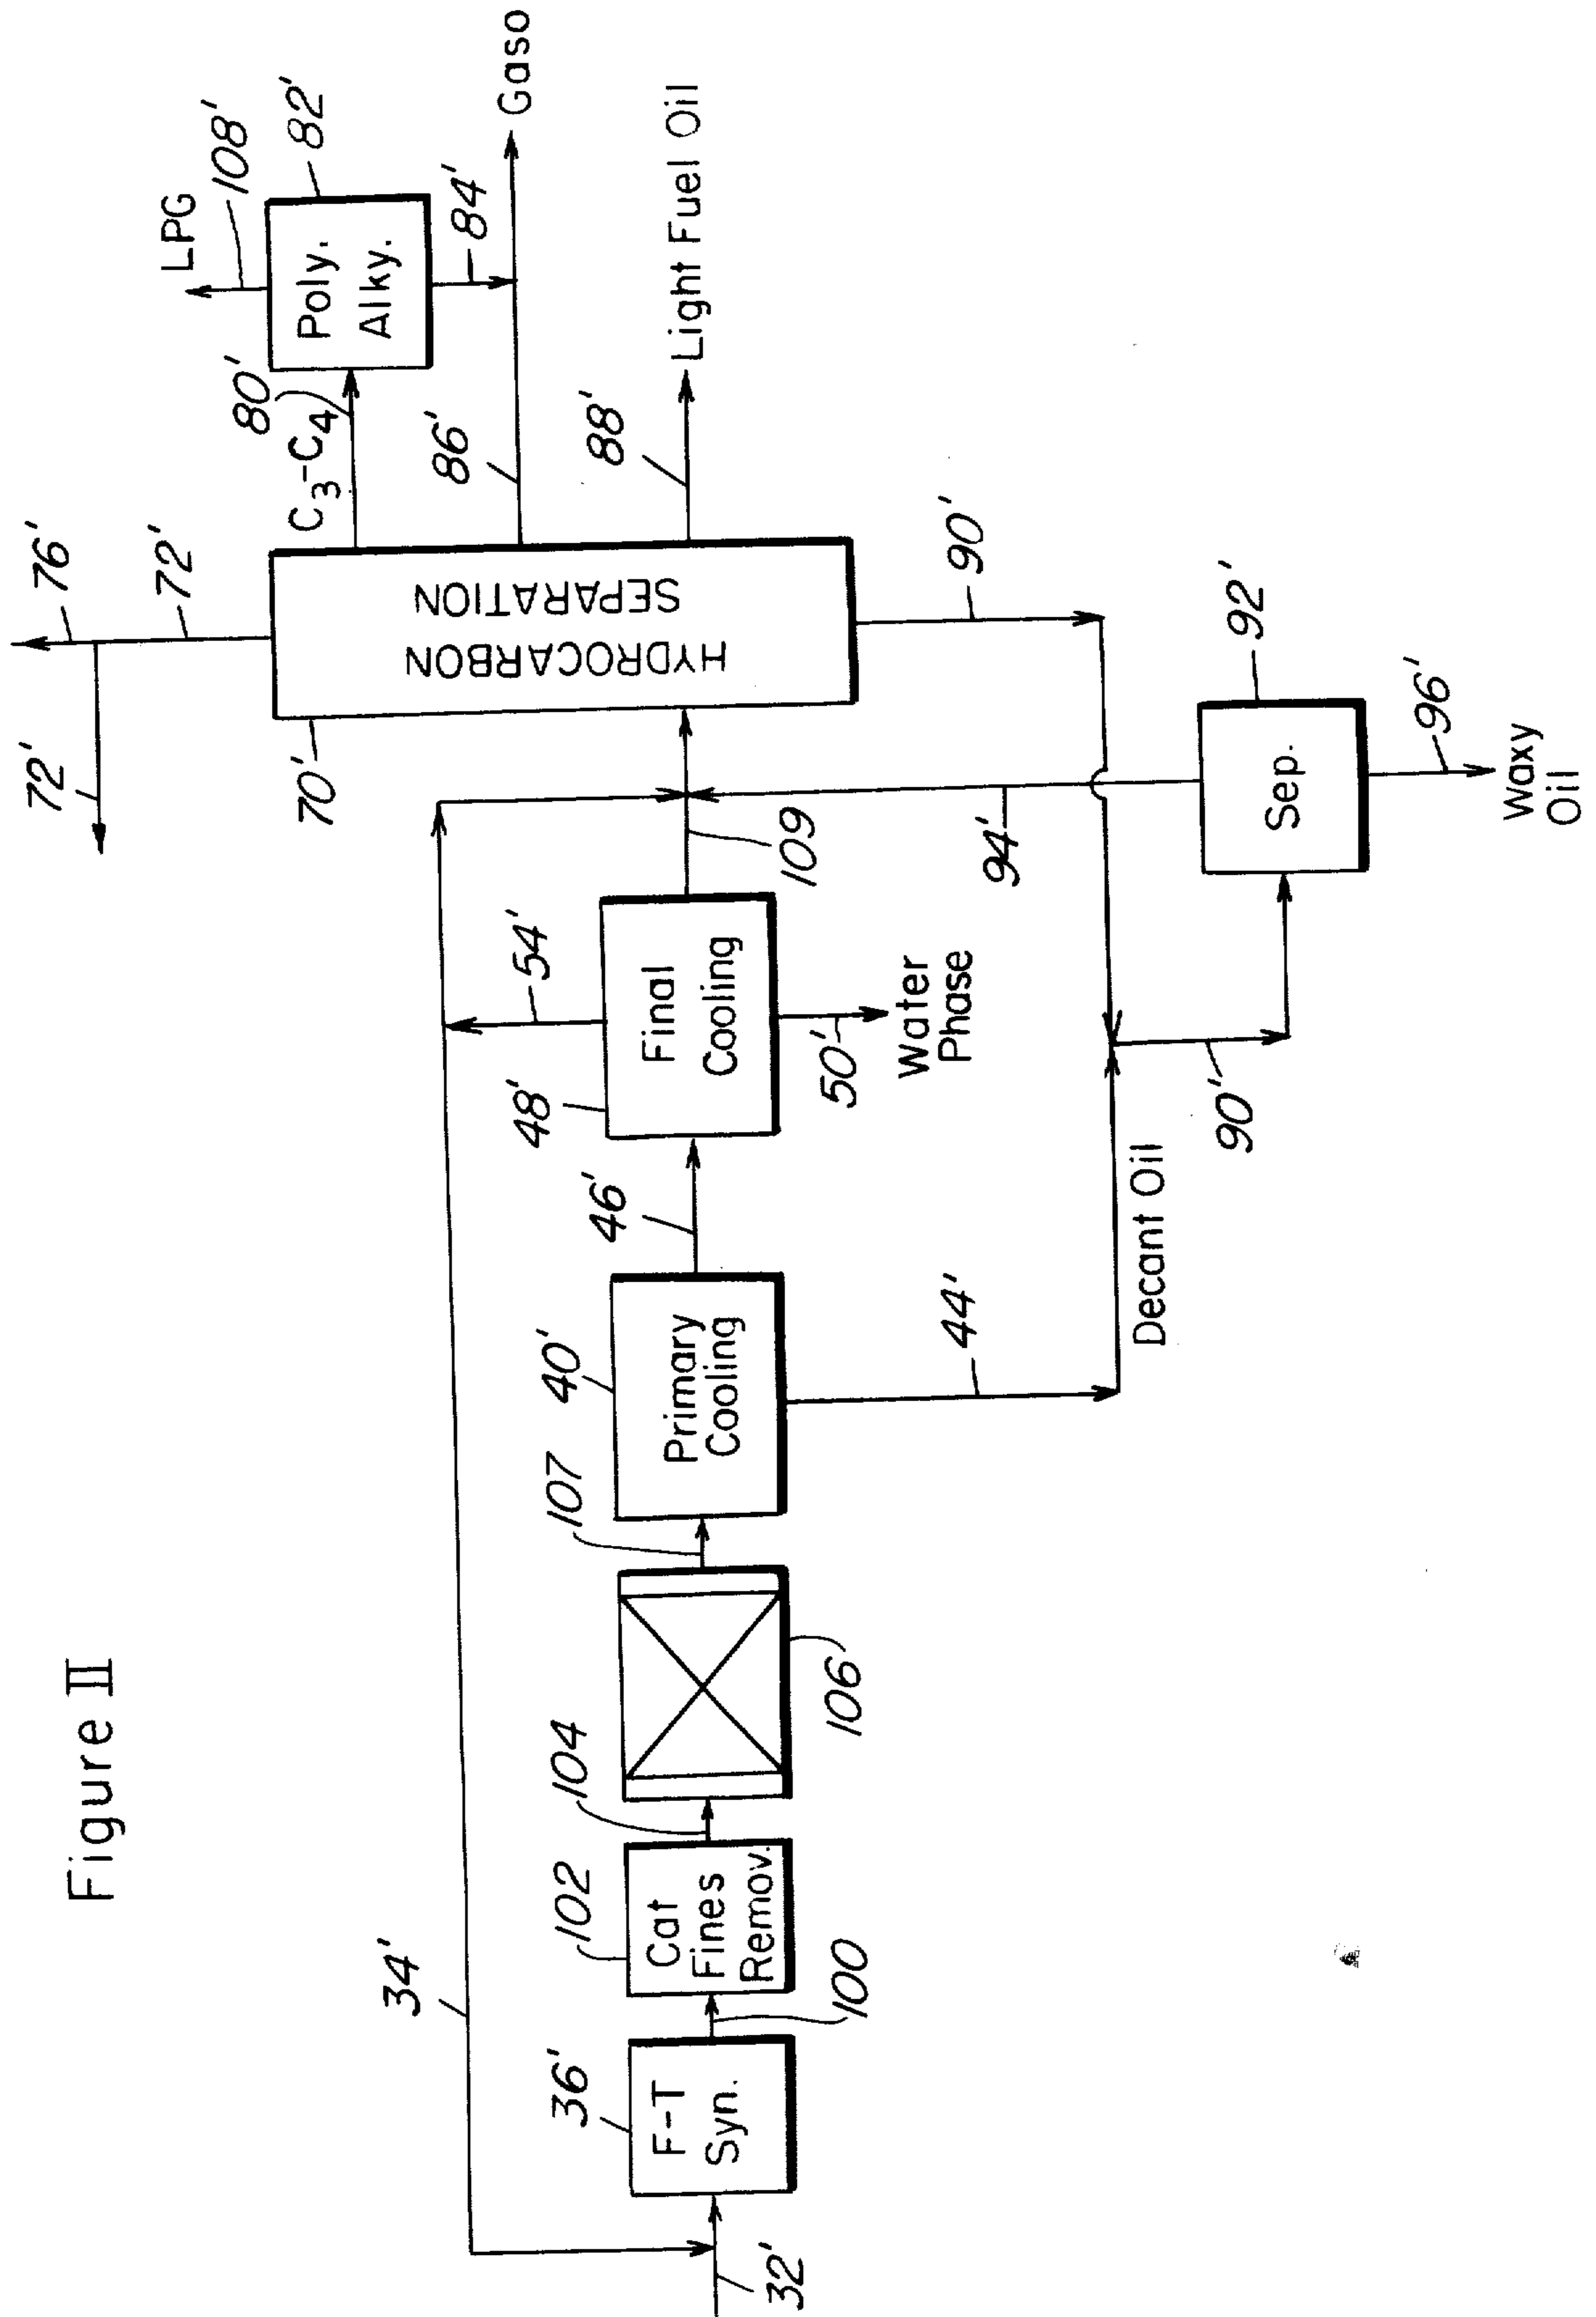 Figure II
32'
34'
36'
F-T
Syn.
100
102
Cat
Fines
Remov.
104
106
107
40'
Primary
Cooling
44'
Decant Oil
46'
48'
Final
Cooling
54'
50'
Water
Phase
109
70'
HYDROCARBON
SEPARATION
72'
72'
76'
C3-C4
80'
Poly.
Alky.
82'
LPG
108'
84'
86'
Gaso
88'
Light Fuel Oil
90'
90'
Sep.
92'
94'
96'
Waxy
Oil